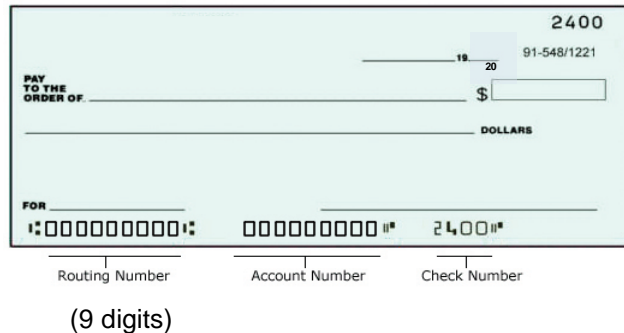 2400
19 20 91-548/1221
PAY
TO THE
ORDER OF $
DOLLARS
FOR
⑆000000000⑆ 000000000⑈ 2400⑈
Routing Number Account Number Check Number
(9 digits)